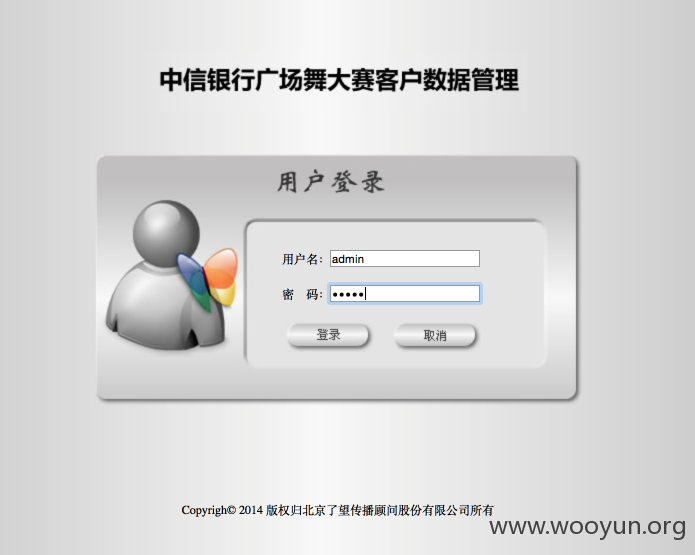 中信银行广场舞大赛客户数据管理
用户登录
用户名: admin
密 码: •••••
登录 取消
Copyrigh© 2014 版权归北京了望传播顾问股份有限公司所有
www.wooyun.org